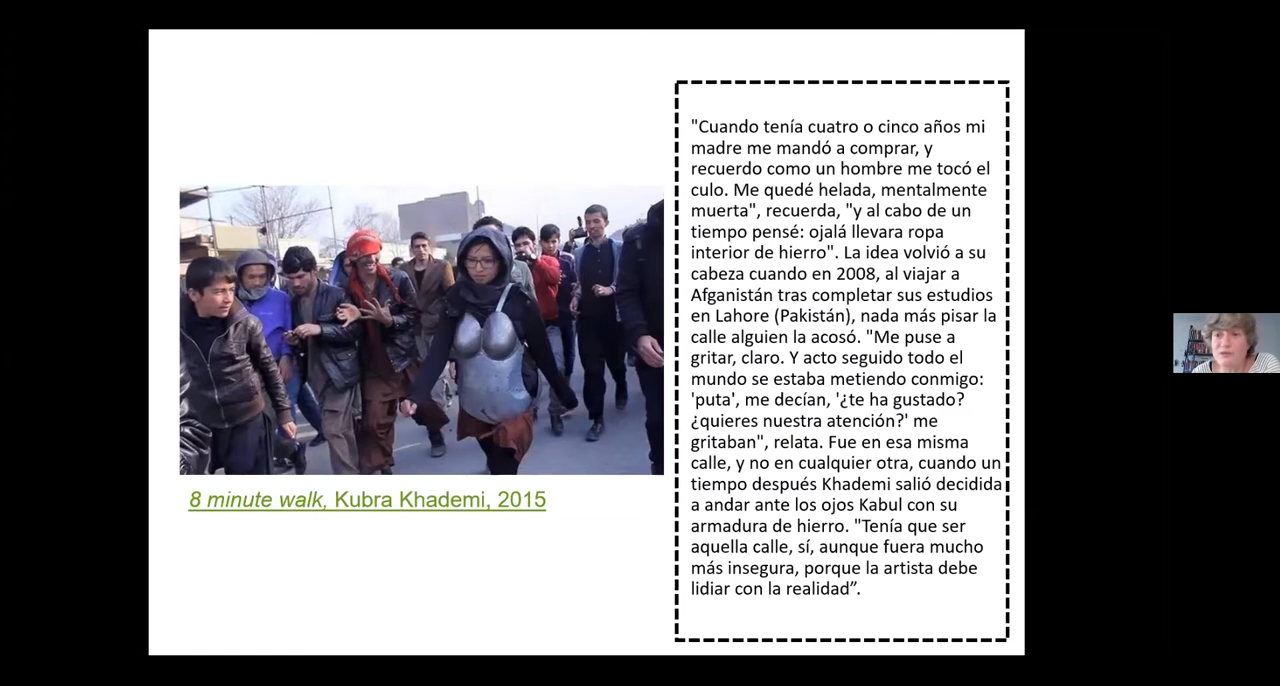 "Cuando tenía cuatro o cinco años mi
madre me mandó a comprar, y
recuerdo como un hombre me tocó el
culo. Me quedé helada, mentalmente
muerta", recuerda, "y al cabo de un
tiempo pensé: ojalá llevara ropa
interior de hierro". La idea volvió a su
cabeza cuando en 2008, al viajar a
Afganistán tras completar sus estudios
en Lahore (Pakistán), nada más pisar la
calle alguien la acosó. "Me puse a
gritar, claro. Y acto seguido todo el
mundo se estaba metiendo conmigo:
'puta', me decían, '¿te ha gustado?
¿quieres nuestra atención?' me
gritaban", relata. Fue en esa misma
calle, y no en cualquier otra, cuando un
tiempo después Khademi salió decidida
a andar ante los ojos Kabul con su
armadura de hierro. "Tenía que ser
aquella calle, sí, aunque fuera mucho
más insegura, porque la artista debe
lidiar con la realidad”.
8 minute walk, Kubra Khademi, 2015